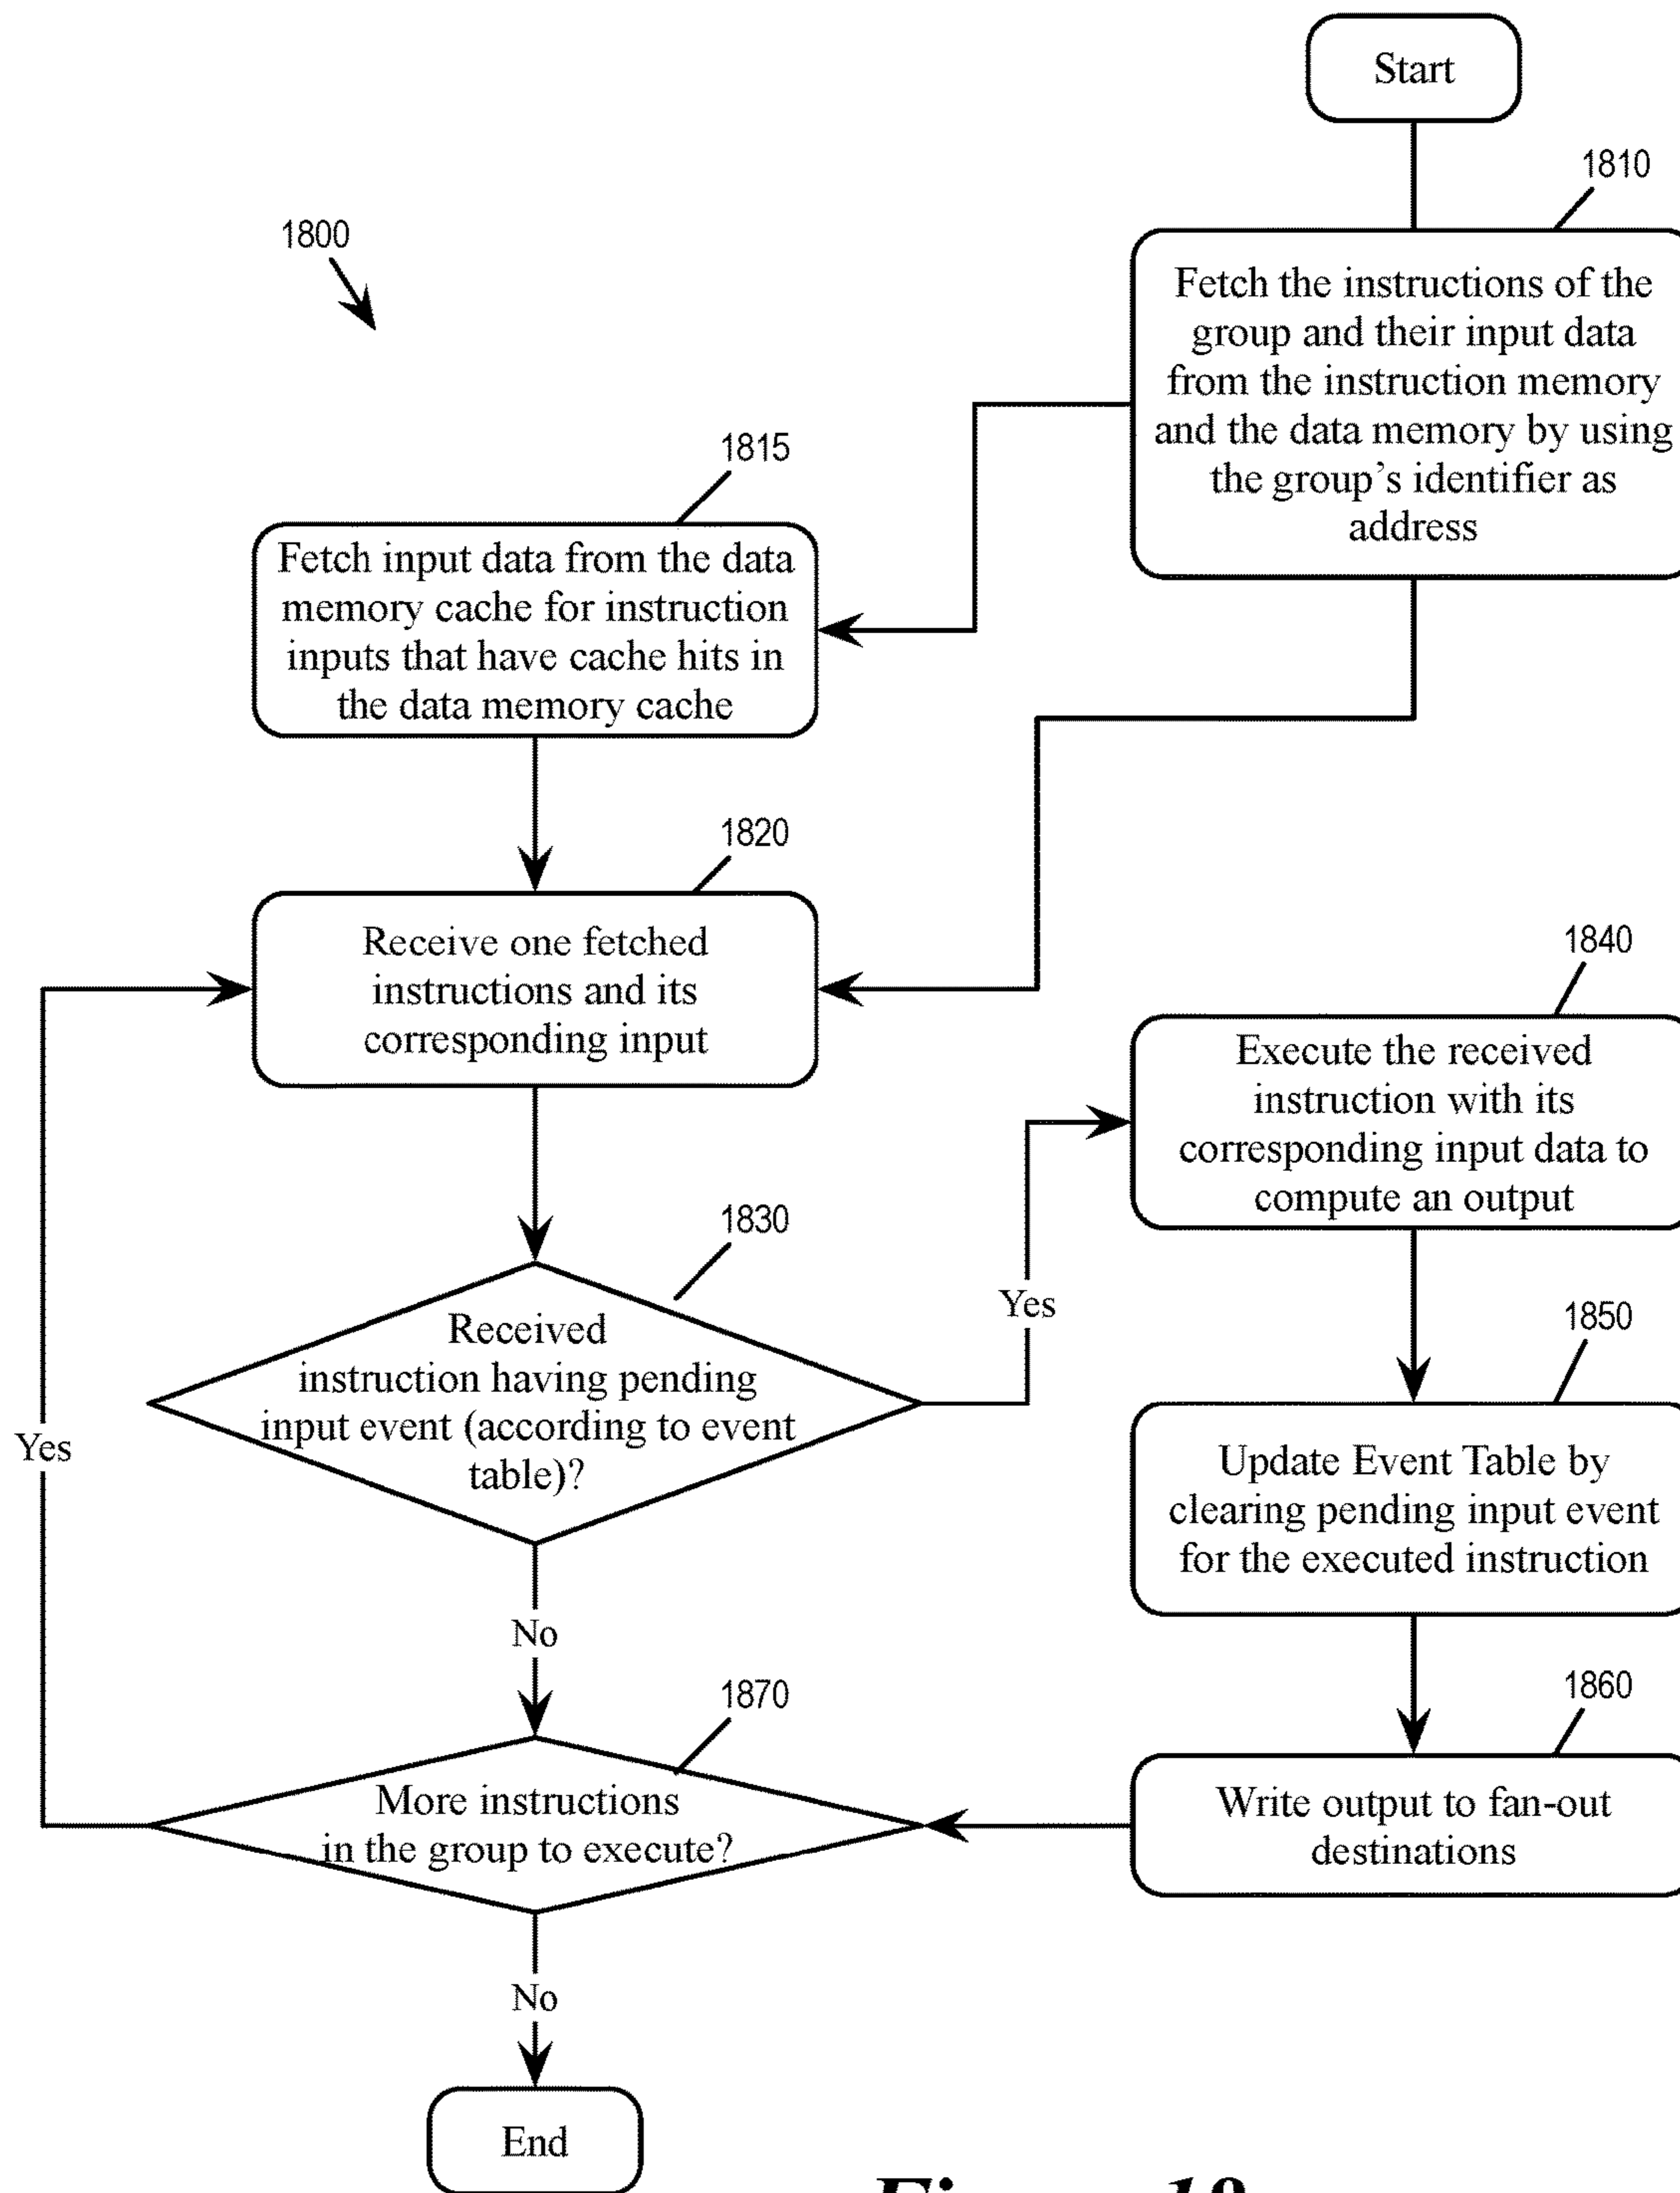 Start
1810
1800
Fetch the instructions of the
group and their input data
from the instruction memory
and the data memory by using
the group's identifier as
address
1815
Fetch input data from the data
memory cache for instruction
inputs that have cache hits in
the data memory cache
1820
Receive one fetched
instructions and its
corresponding input
1840
Execute the received
instruction with its
corresponding input data to
compute an output
1830
Received
instruction having pending
input event (according to event
table)?
Yes
Yes
1850
Update Event Table by
clearing pending input event
for the executed instruction
No
1860
Write output to fan-out
destinations
1870
More instructions
in the group to execute?
No
End